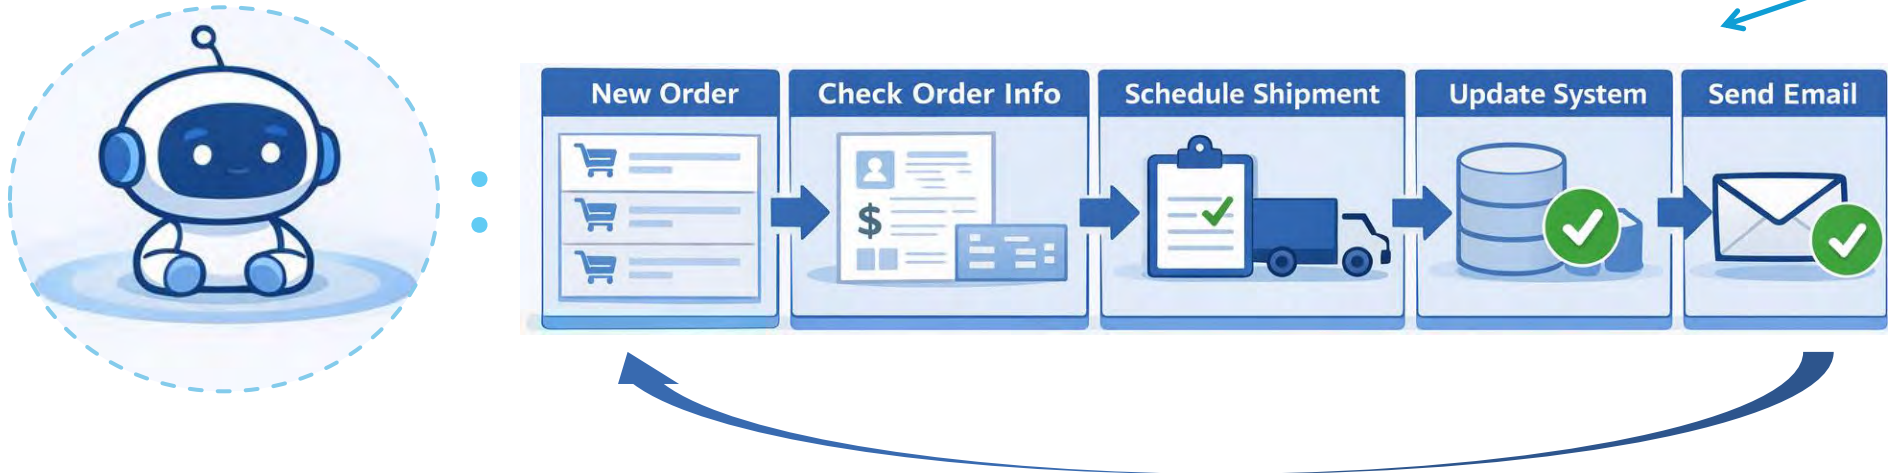 New Order
Check Order Info
Schedule Shipment
Update System
Send Email
$